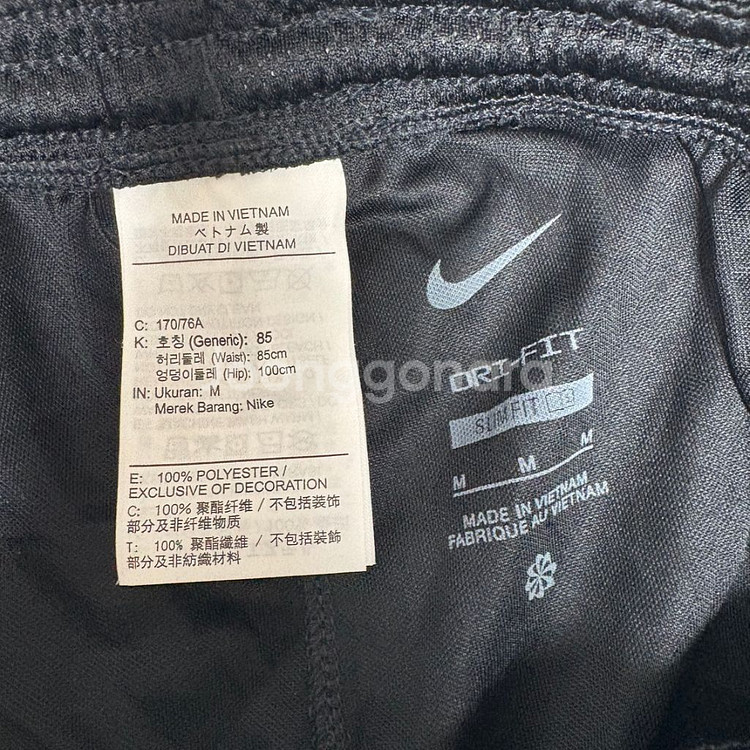 MADE IN VIETNAM
ベトナム製
DIBUAT DI VIETNAM
C: 170/76A
K: 호칭 (Generic): 85
허리둘레 (Waist): 85cm
엉덩이둘레 (Hip): 100cm
IN: Ukuran: M
Merek Barang: Nike
E: 100% POLYESTER /
EXCLUSIVE OF DECORATION
C: 100% 聚酯纤维 / 不包括装饰
部分及非纤维物质
T: 100% 聚酯纖維 / 不包括裝飾
部分及非紡織材料
DRI-FIT
SLIM FIT
M M M
MADE IN VIETNAM
FABRIQUE AU VIETNAM
joonggonara